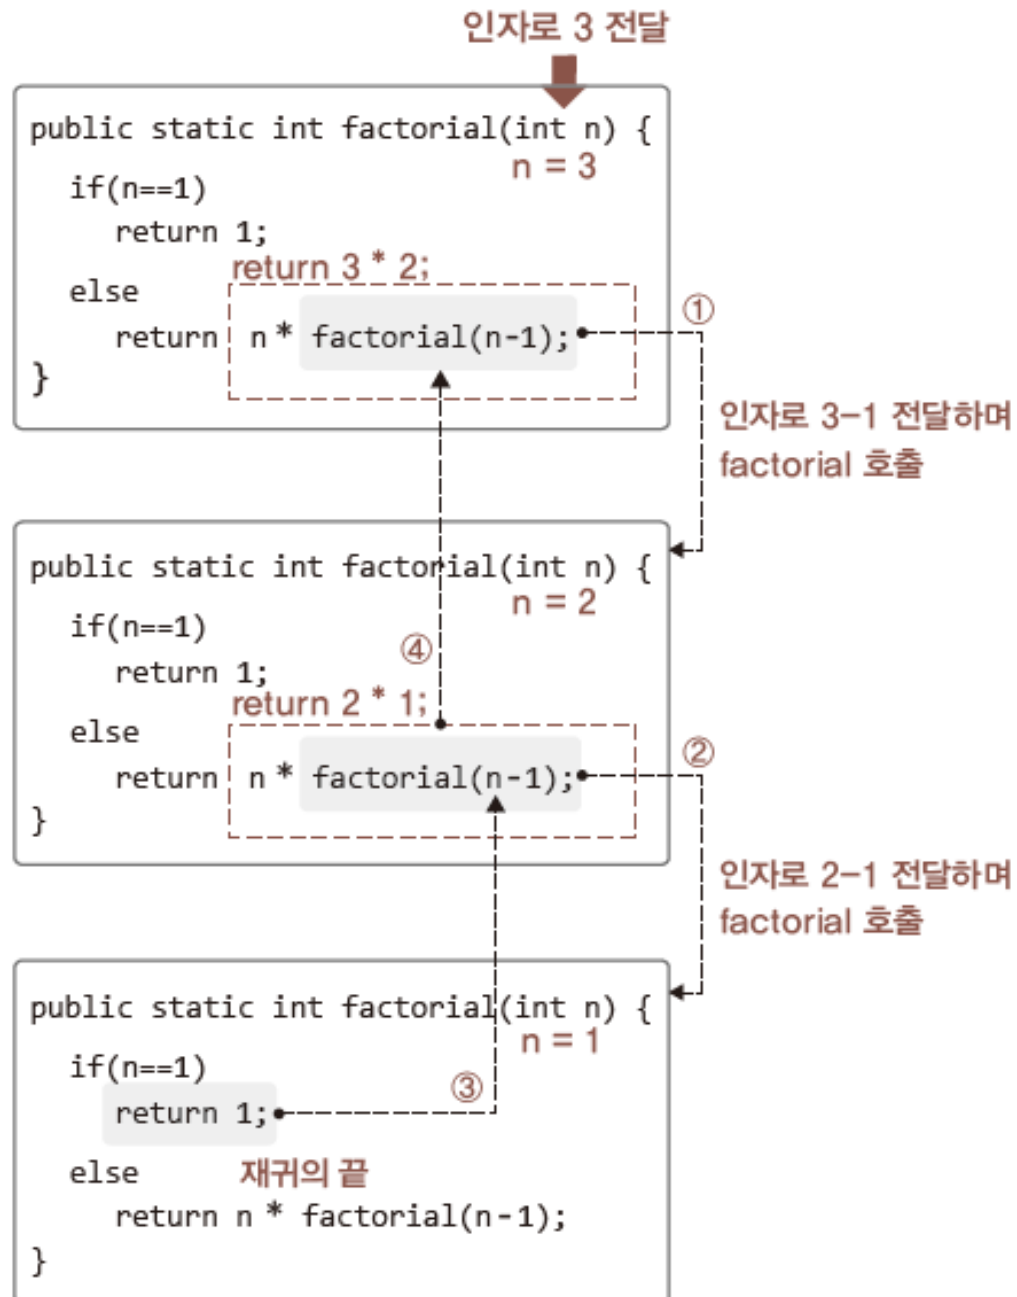 인자로 3 전달
public static int factorial(int n) {
n = 3
if(n==1)
return 1;
return 3 * 2;
else
①
return n * factorial(n-1);
}
인자로 3-1 전달하며
factorial 호출
public static int factorial(int n) {
n = 2
if(n==1)
④
return 1;
return 2 * 1;
else
②
return n * factorial(n-1);
}
인자로 2-1 전달하며
factorial 호출
public static int factorial(int n) {
n = 1
if(n==1)
③
return 1;
else 재귀의 끝
return n * factorial(n-1);
}